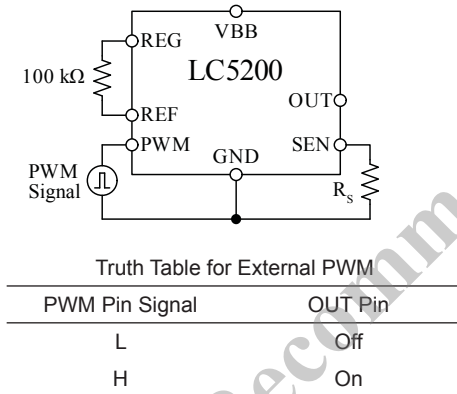 REG
VBB
LC5200
100 kΩ
OUT
REF
PWM
GND
SEN
PWM
Signal
R_S
Truth Table for External PWM
PWM Pin Signal OUT Pin
L Off
H On